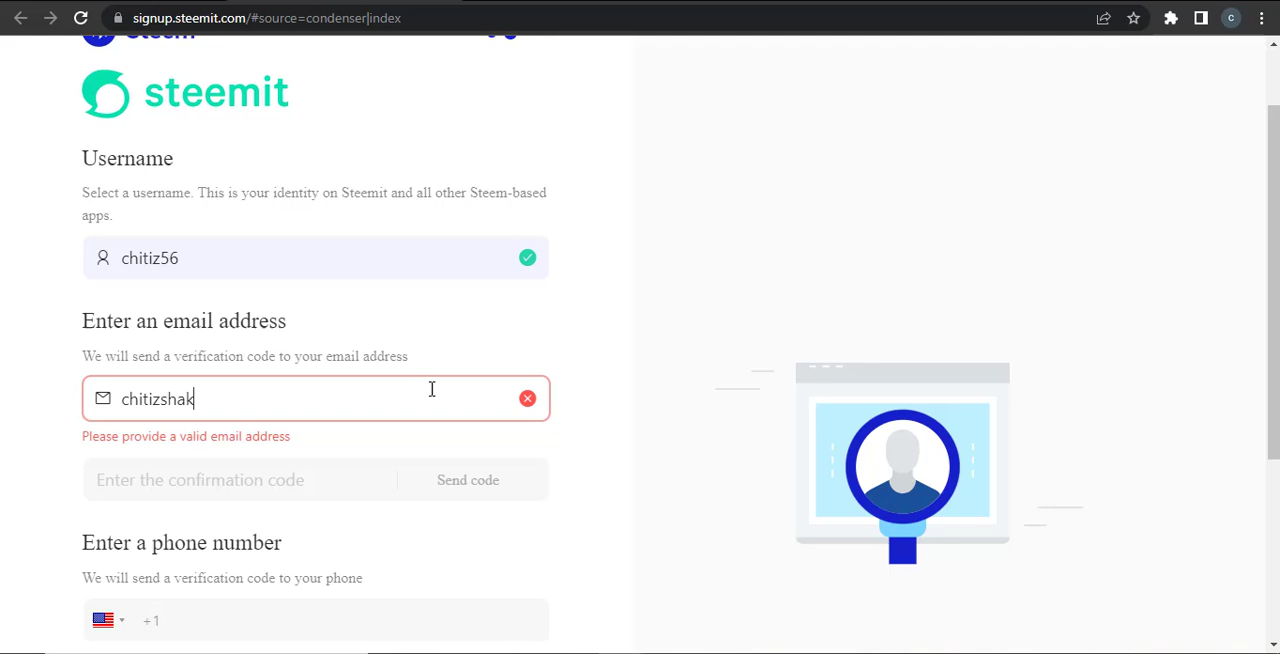 signup.steemit.com/#source=condenser|index
C
Steem
steemit
Username
Select a username. This is your identity on Steemit and all other Steem-based
apps.
chitiz56
Enter an email address
We will send a verification code to your email address
chitizshak
Please provide a valid email address
Enter the confirmation code
Send code
Enter a phone number
We will send a verification code to your phone
+1